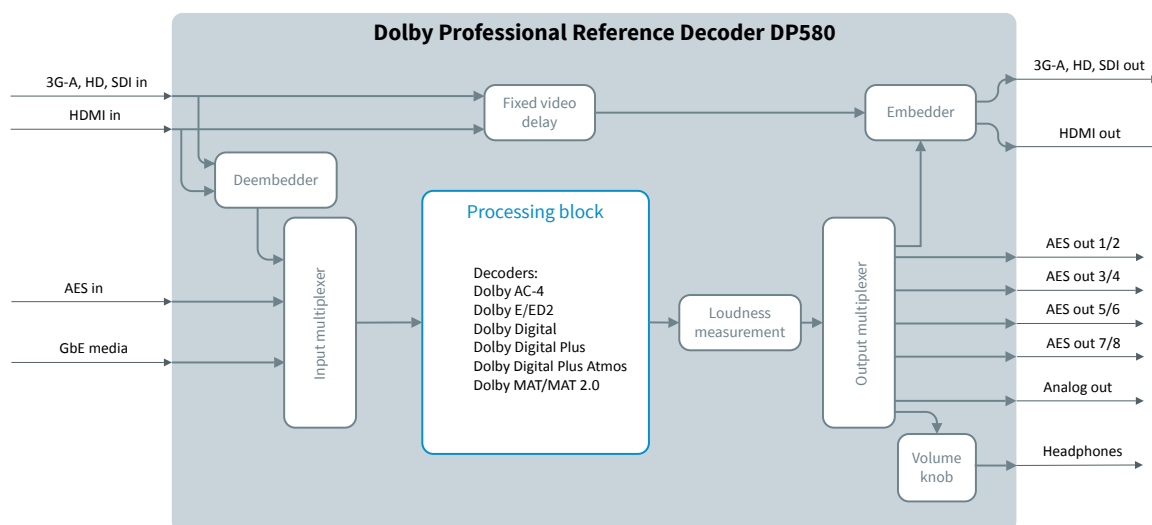 Dolby Professional Reference Decoder DP580
3G-A, HD, SDI in
HDMI in
Fixed video
delay
Embedder
3G-A, HD, SDI out
HDMI out
Deembedder
AES in
GbE media
Input multiplexer
Processing block
Decoders:
Dolby AC-4
Dolby E/ED2
Dolby Digital
Dolby Digital Plus
Dolby Digital Plus Atmos
Dolby MAT/MAT 2.0
Loudness
measurement
Output multiplexer
AES out 1/2
AES out 3/4
AES out 5/6
AES out 7/8
Analog out
Volume
knob
Headphones